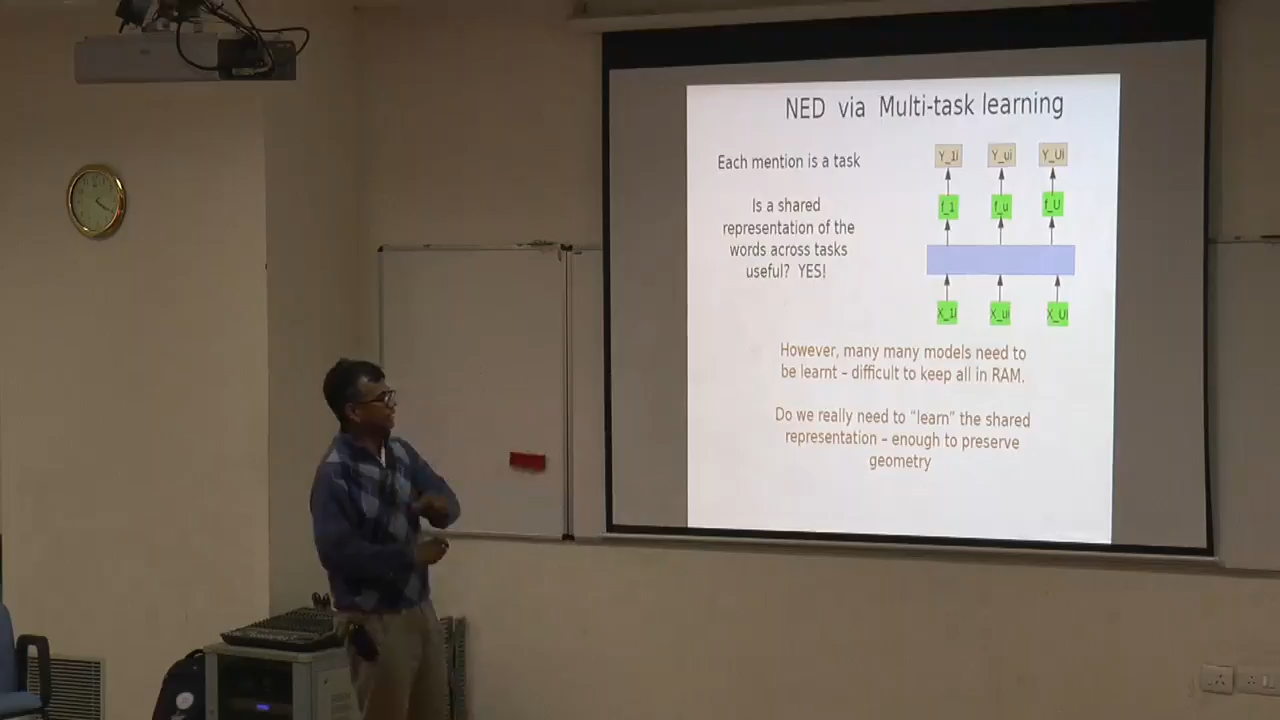 NED via Multi-task learning
Each mention is a task
Is a shared
representation of the
words across tasks
useful? YES!
Y_1i Y_ui Y_Ui
f_1 f_u f_U
X_1i X_ui X_Ui
However, many many models need to
be learnt – difficult to keep all in RAM.
Do we really need to “learn” the shared
representation – enough to preserve
geometry